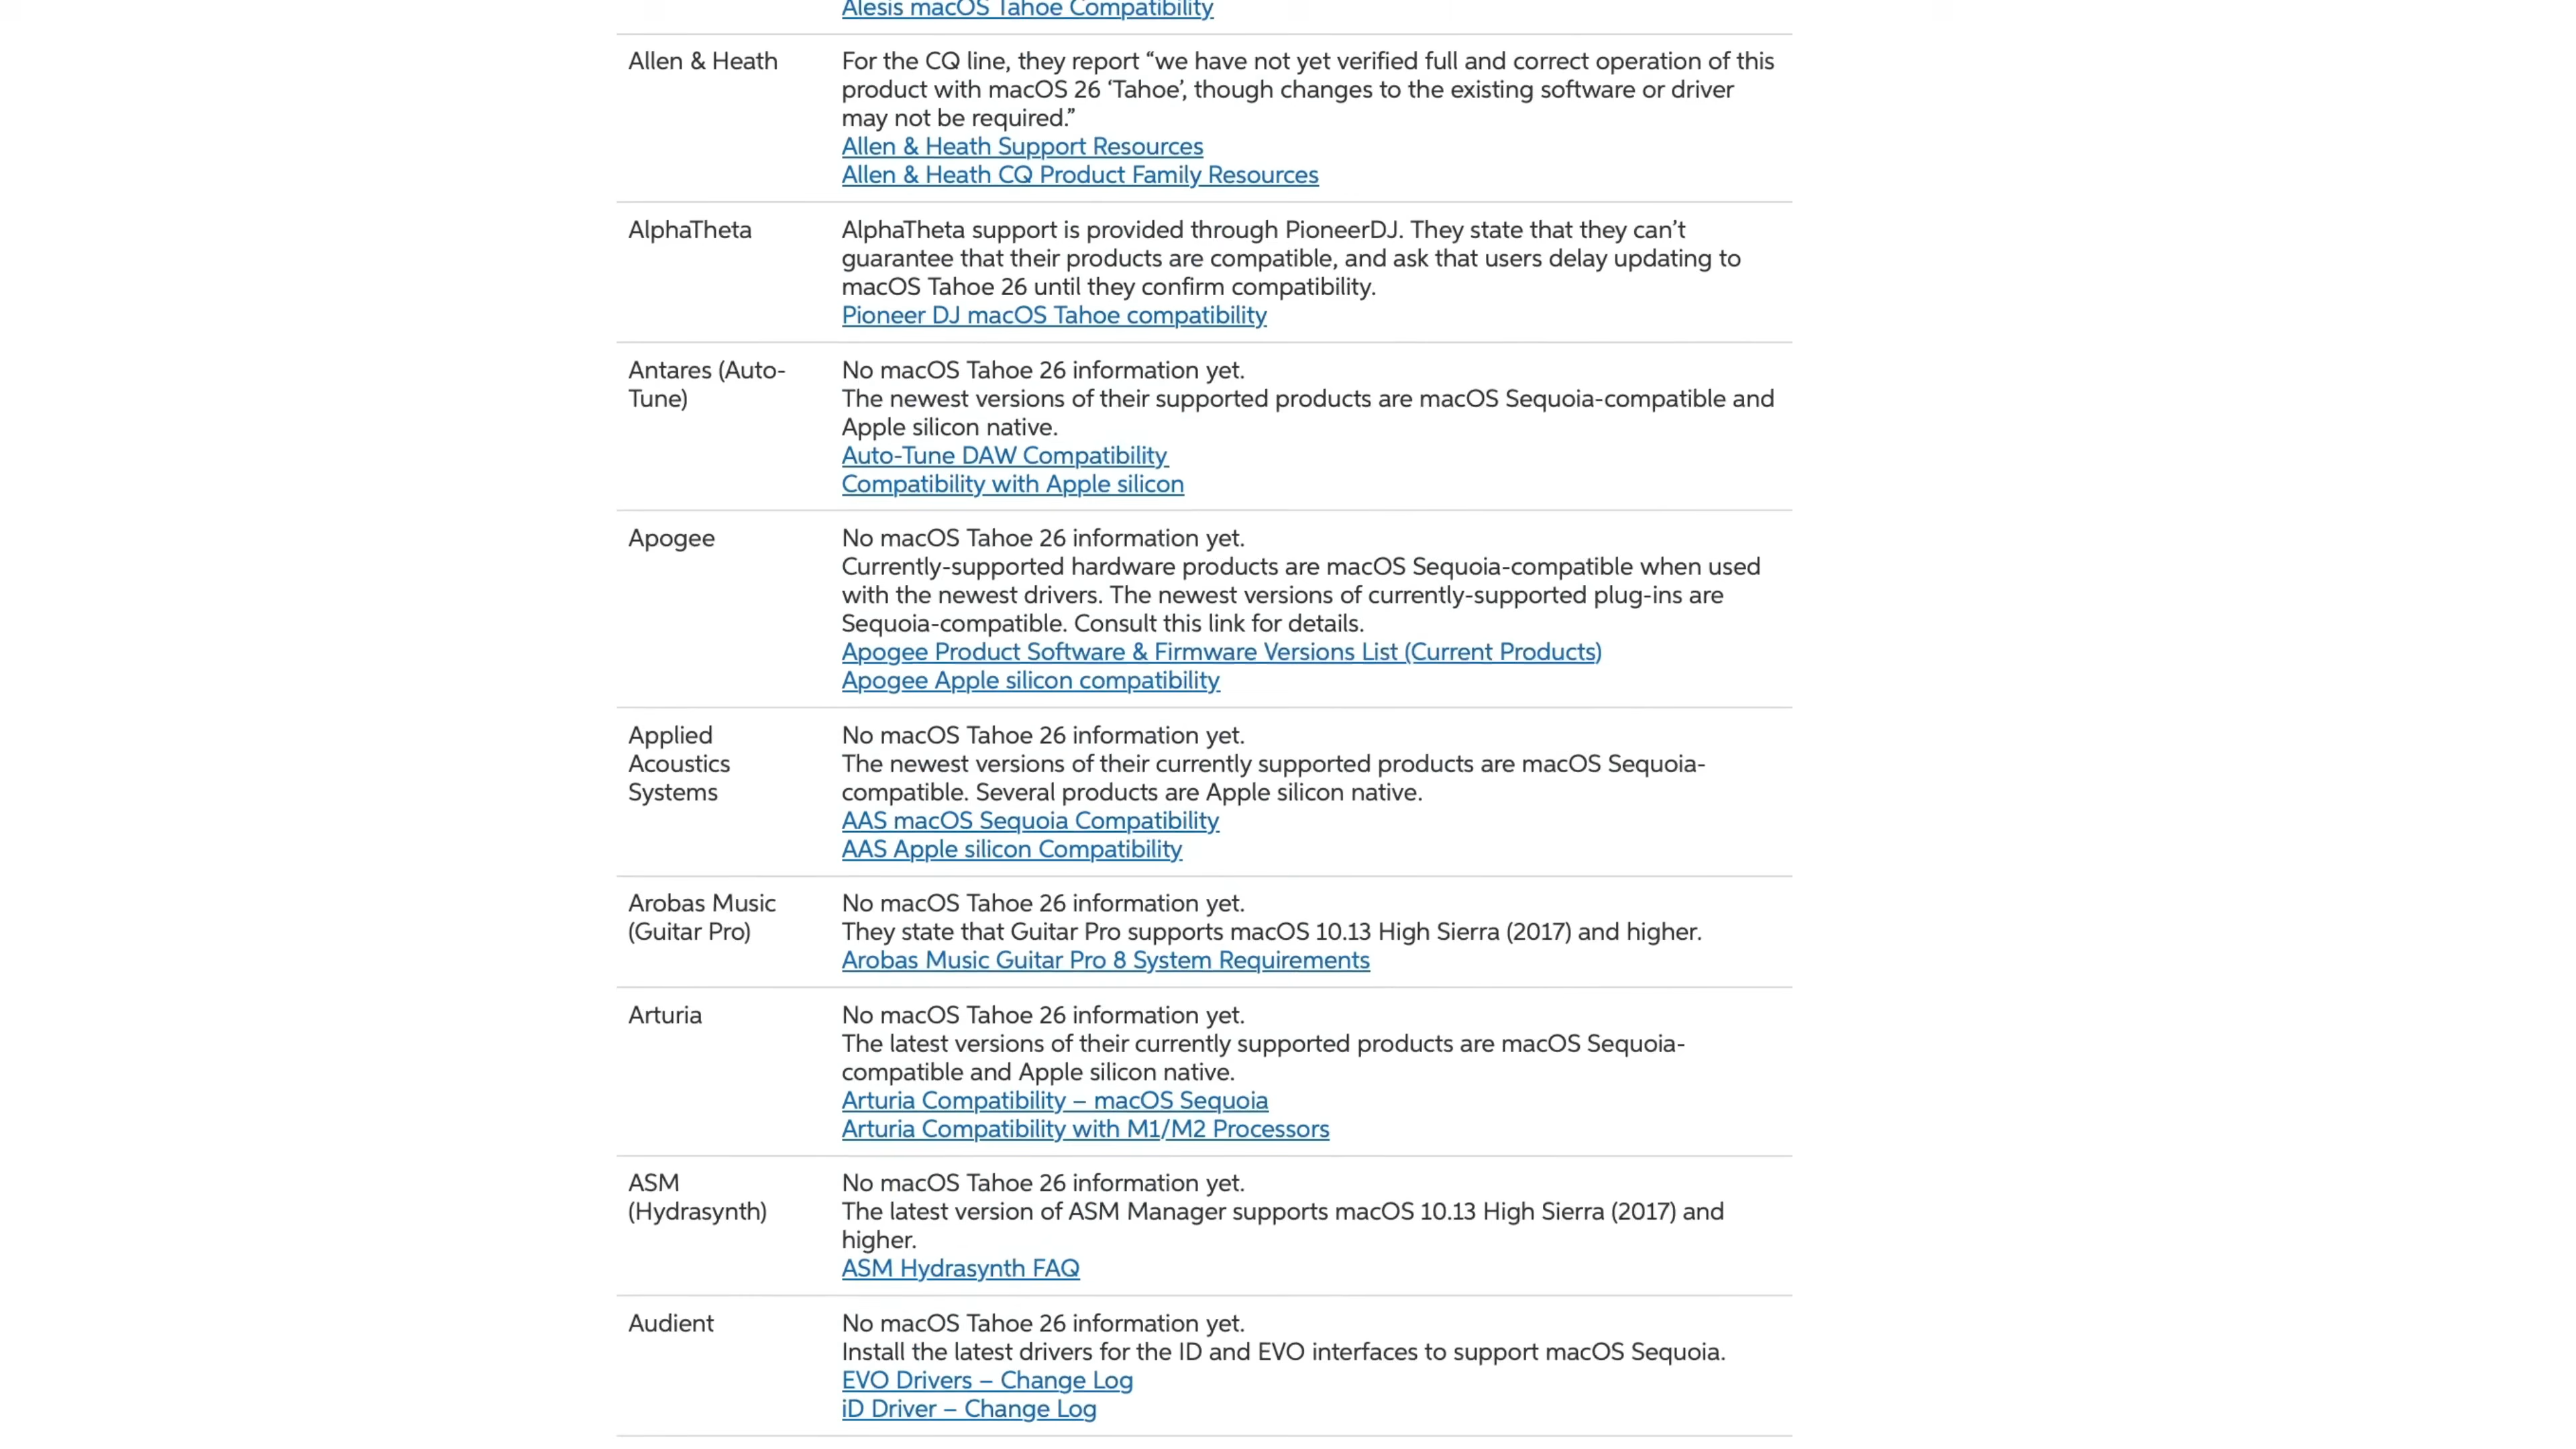 Alesis macOS Tahoe Compatibility
Allen & Heath
For the CQ line, they report “we have not yet verified full and correct operation of this
product with macOS 26 ‘Tahoe’, though changes to the existing software or driver
may not be required.”
Allen & Heath Support Resources
Allen & Heath CQ Product Family Resources
AlphaTheta
AlphaTheta support is provided through PioneerDJ. They state that they can’t
guarantee that their products are compatible, and ask that users delay updating to
macOS Tahoe 26 until they confirm compatibility.
Pioneer DJ macOS Tahoe compatibility
Antares (Auto-
Tune)
No macOS Tahoe 26 information yet.
The newest versions of their supported products are macOS Sequoia-compatible and
Apple silicon native.
Auto-Tune DAW Compatibility
Compatibility with Apple silicon
Apogee
No macOS Tahoe 26 information yet.
Currently-supported hardware products are macOS Sequoia-compatible when used
with the newest drivers. The newest versions of currently-supported plug-ins are
Sequoia-compatible. Consult this link for details.
Apogee Product Software & Firmware Versions List (Current Products)
Apogee Apple silicon compatibility
Applied
Acoustics
Systems
No macOS Tahoe 26 information yet.
The newest versions of their currently supported products are macOS Sequoia-
compatible. Several products are Apple silicon native.
AAS macOS Sequoia Compatibility
AAS Apple silicon Compatibility
Arobas Music
(Guitar Pro)
No macOS Tahoe 26 information yet.
They state that Guitar Pro supports macOS 10.13 High Sierra (2017) and higher.
Arobas Music Guitar Pro 8 System Requirements
Arturia
No macOS Tahoe 26 information yet.
The latest versions of their currently supported products are macOS Sequoia-
compatible and Apple silicon native.
Arturia Compatibility – macOS Sequoia
Arturia Compatibility with M1/M2 Processors
ASM
(Hydrasynth)
No macOS Tahoe 26 information yet.
The latest version of ASM Manager supports macOS 10.13 High Sierra (2017) and
higher.
ASM Hydrasynth FAQ
Audient
No macOS Tahoe 26 information yet.
Install the latest drivers for the ID and EVO interfaces to support macOS Sequoia.
EVO Drivers – Change Log
iD Driver – Change Log